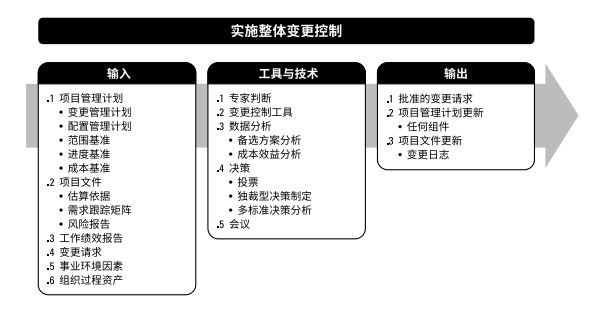 实施整体变更控制
输入
.1 项目管理计划
• 变更管理计划
• 配置管理计划
• 范围基准
• 进度基准
• 成本基准
.2 项目文件
• 估算依据
• 需求跟踪矩阵
• 风险报告
.3 工作绩效报告
.4 变更请求
.5 事业环境因素
.6 组织过程资产
工具与技术
.1 专家判断
.2 变更控制工具
.3 数据分析
• 备选方案分析
• 成本效益分析
.4 决策
• 投票
• 独裁型决策制定
• 多标准决策分析
.5 会议
输出
.1 批准的变更请求
.2 项目管理计划更新
• 任何组件
.3 项目文件更新
• 变更日志